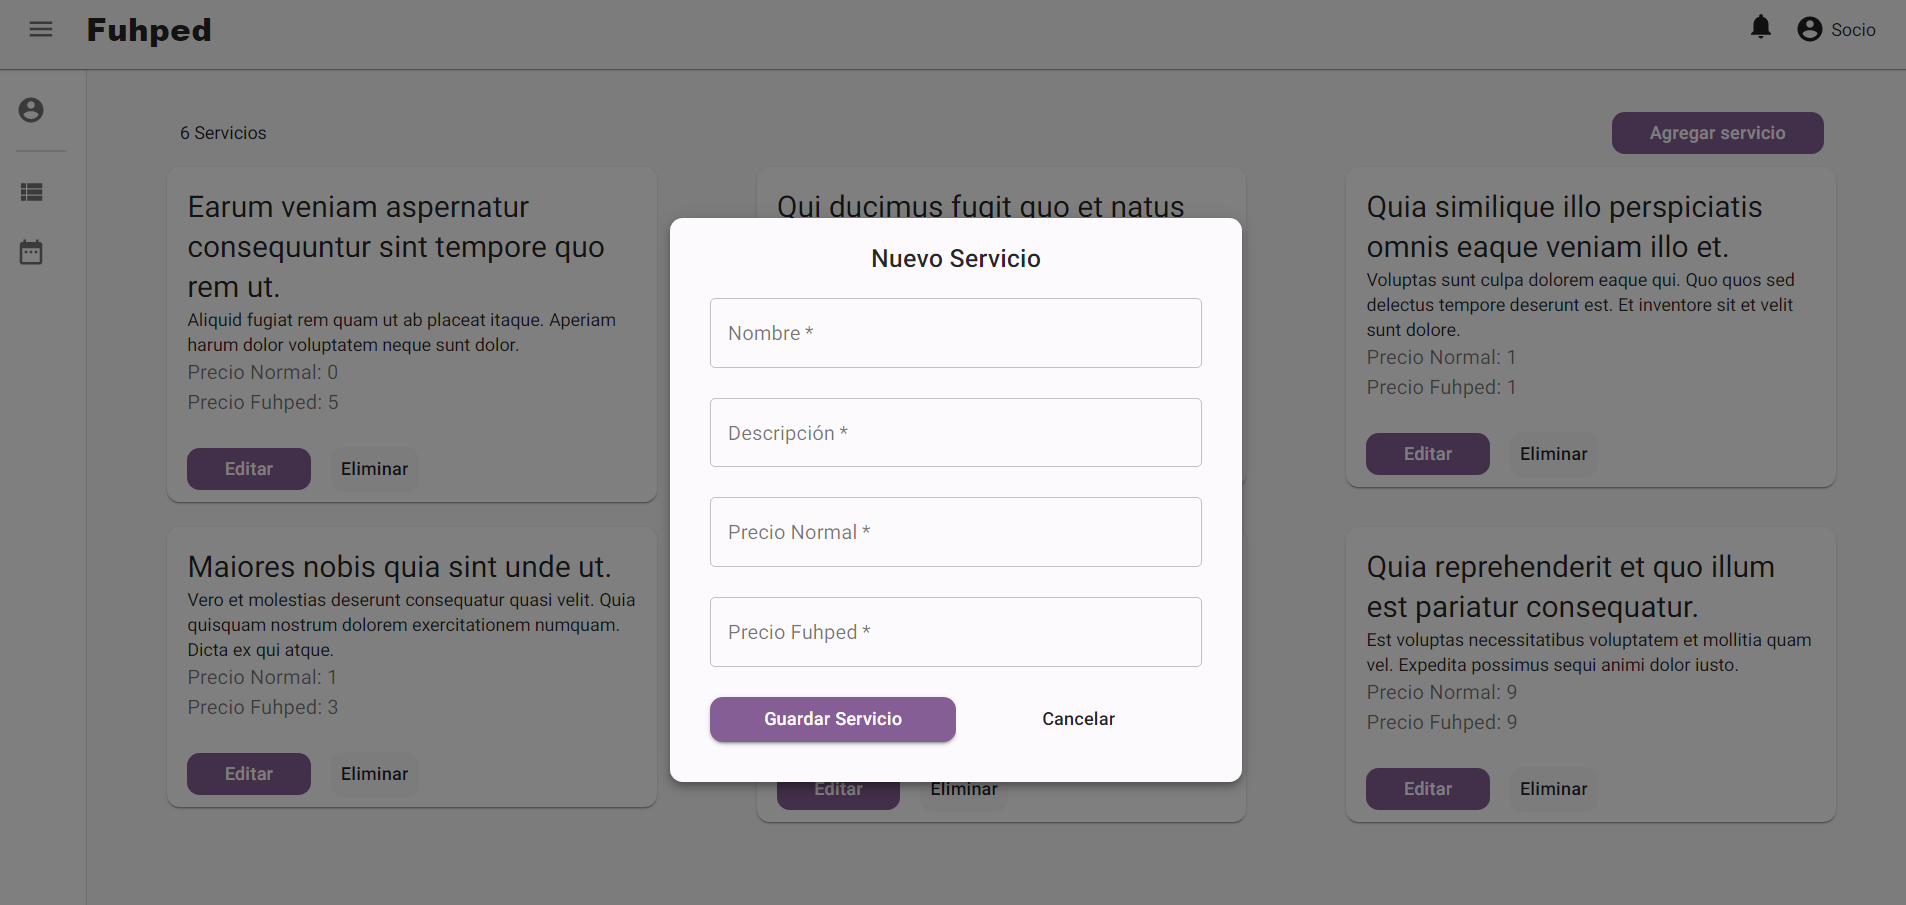 Fuhped
Socio
6 Servicios
Agregar servicio
Earum veniam aspernatur
consequuntur sint tempore quo
rem ut.
Aliquid fugiat rem quam ut ab placeat itaque. Aperiam
harum dolor voluptatem neque sunt dolor.
Precio Normal: 0
Precio Fuhped: 5
Editar
Eliminar
Qui ducimus fugit quo et natus
Quia similique illo perspiciatis
omnis eaque veniam illo et.
Voluptas sunt culpa dolorem eaque qui. Quo quos sed
delectus tempore deserunt est. Et inventore sit et velit
sunt dolore.
Precio Normal: 1
Precio Fuhped: 1
Editar
Eliminar
Nuevo Servicio
Nombre *
Descripción *
Precio Normal *
Precio Fuhped *
Guardar Servicio
Cancelar
Maiores nobis quia sint unde ut.
Vero et molestias deserunt consequatur quasi velit. Quia
quisquam nostrum dolorem exercitationem numquam.
Dicta ex qui atque.
Precio Normal: 1
Precio Fuhped: 3
Editar
Eliminar
Editar
Eliminar
Quia reprehenderit et quo illum
est pariatur consequatur.
Est voluptas necessitatibus voluptatem et mollitia quam
vel. Expedita possimus sequi animi dolor iusto.
Precio Normal: 9
Precio Fuhped: 9
Editar
Eliminar